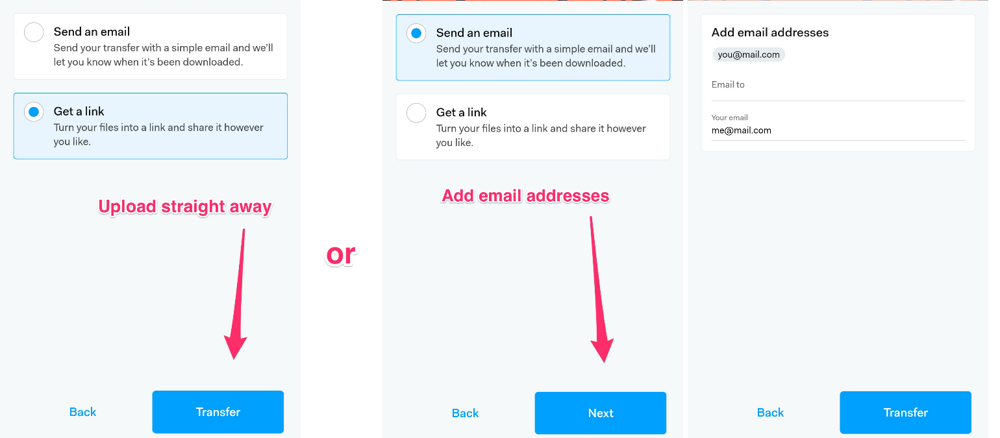 Send an email
Send your transfer with a simple email and we’ll
let you know when it’s been downloaded.
Get a link
Turn your files into a link and share it however
you like.
Upload straight away
Back
Transfer
or
Send an email
Send your transfer with a simple email and we’ll
let you know when it’s been downloaded.
Get a link
Turn your files into a link and share it however
you like.
Add email addresses
Back
Next
Add email addresses
you@mail.com
Email to
Your email
me@mail.com
Back
Transfer